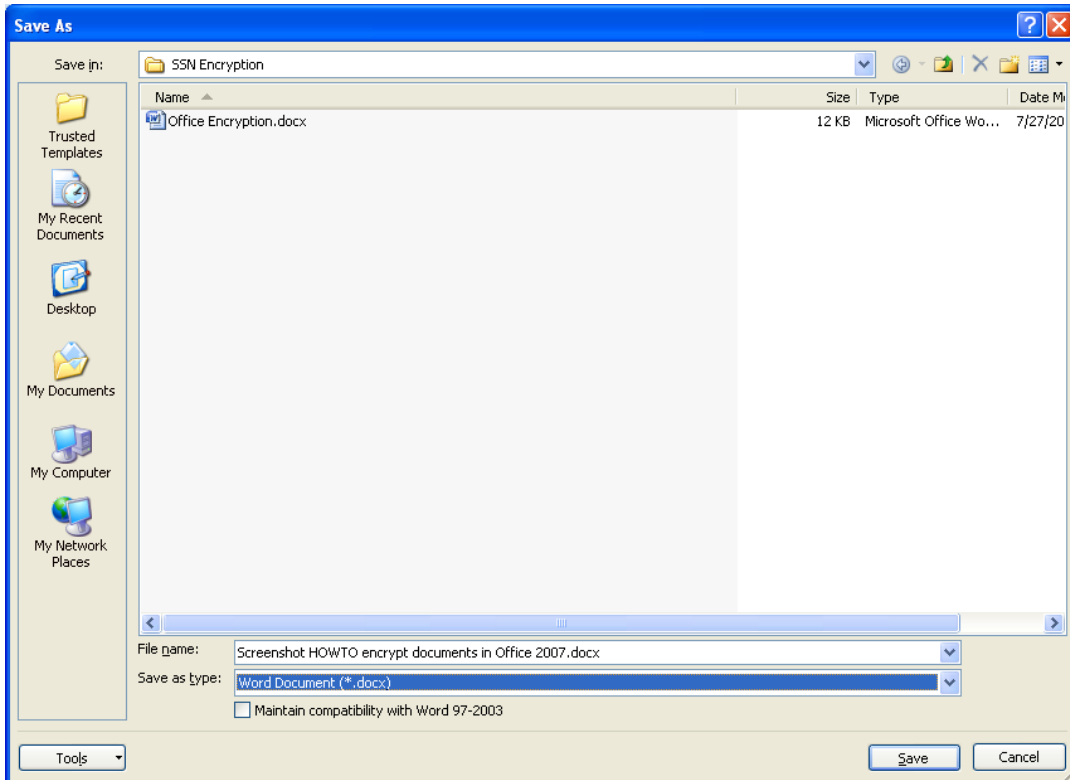 Save As
Save in:
SSN Encryption
Name
Size
Type
Date M
Office Encryption.docx
12 KB
Microsoft Office Wo...
7/27/20
Trusted
Templates
My Recent
Documents
Desktop
My Documents
My Computer
My Network
Places
File name:
Screenshot HOWTO encrypt documents in Office 2007.docx
Save as type:
Word Document (*.docx)
Maintain compatibility with Word 97-2003
Tools
Save
Cancel